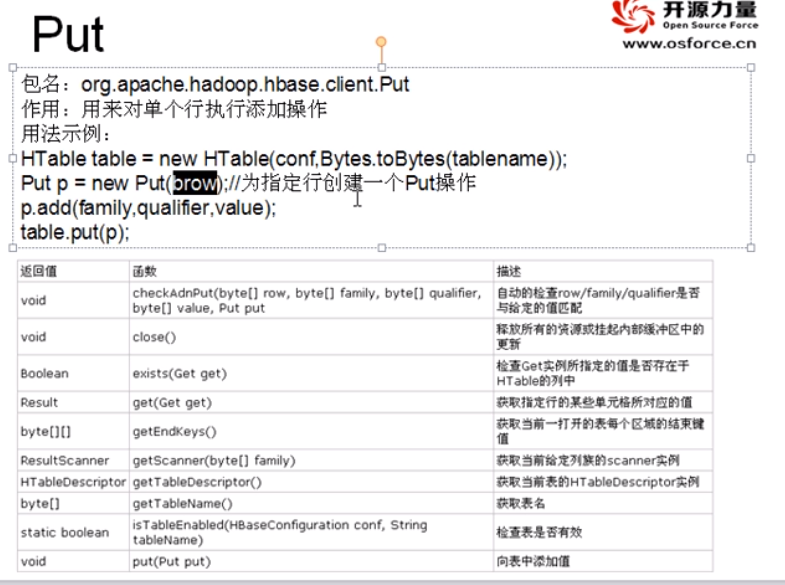 Put
开源力量
Open Source Force
www.osforce.cn
包名：org.apache.hadoop.hbase.client.Put
作用：用来对单个行执行添加操作
用法示例：
HTable table = new HTable(conf,Bytes.toBytes(tablename));
Put p = new Put(brow);//为指定行创建一个Put操作
p.add(family,qualifier,value);
table.put(p);
返回值 函数 描述
void checkAdnPut(byte[] row, byte[] family, byte[] qualifier, byte[] value, Put put 自动的检查row/family/qualifier是否与给定的值匹配
void close() 释放所有的资源或挂起内部缓冲区中的更新
Boolean exists(Get get) 检查Get实例所指定的值是否存在于HTable的列中
Result get(Get get) 获取指定行的某些单元格所对应的值
byte[][] getEndKeys() 获取当前一打开的表每个区域的结束键值
ResultScanner getScanner(byte[] family) 获取当前给定列族的scanner实例
HTableDescriptor getTableDescriptor() 获取当前表的HTableDescriptor实例
byte[] getTableName() 获取表名
static boolean isTableEnabled(HBaseConfiguration conf, String tableName) 检查表是否有效
void put(Put put) 向表中添加值